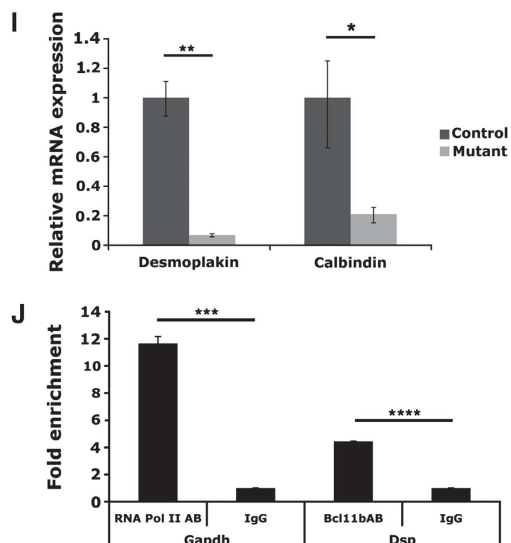 I
Relative mRNA expression
1.4
1.2
1
0.8
0.6
0.4
0.2
0
**
*
Control
Mutant
Desmoplakin Calbindin
J
Fold enrichment
14
12
10
8
6
4
2
0
***
****
RNA Pol II AB IgG Bcl11bAB IgG
Gapdh Dsp